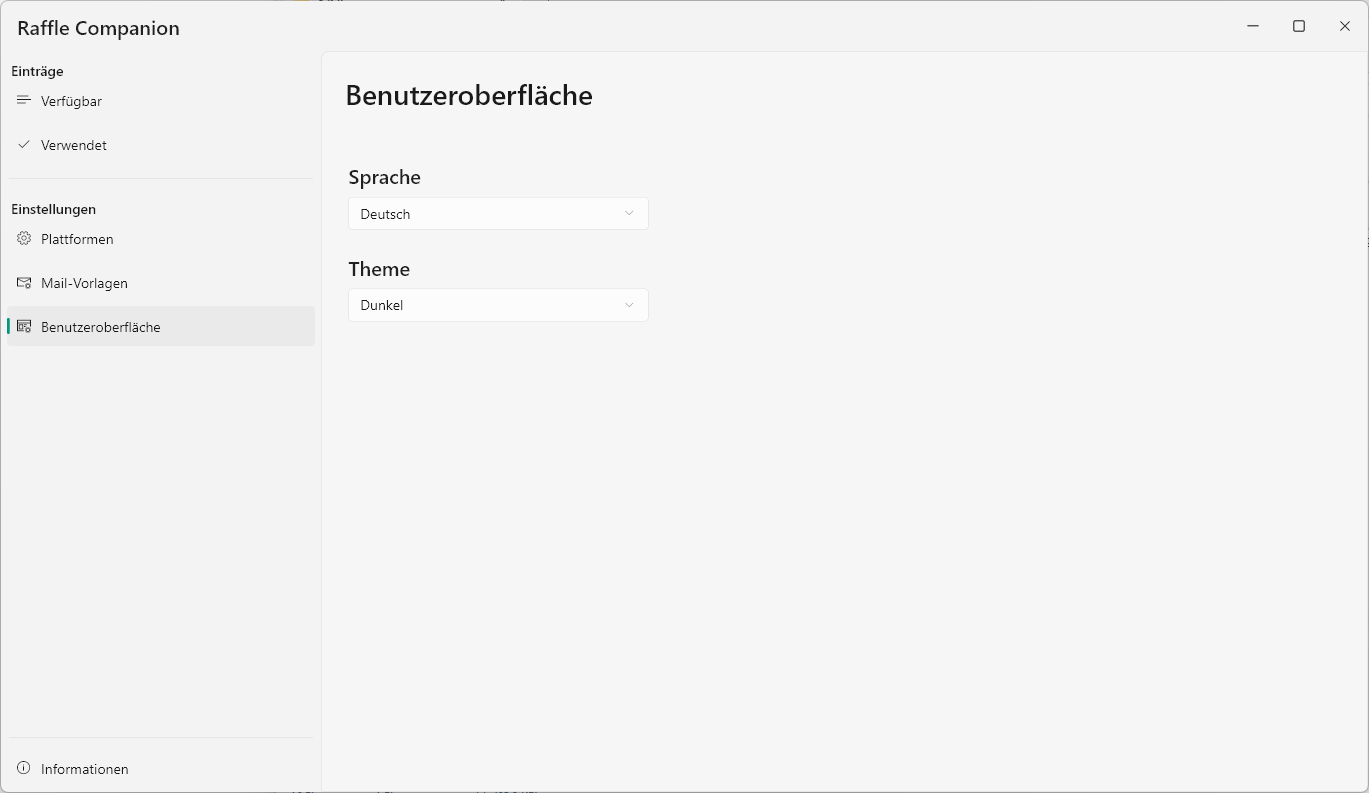 Raffle Companion
Einträge
Verfügbar
Verwendet
Einstellungen
Plattformen
Mail-Vorlagen
Benutzeroberfläche
Informationen
Benutzeroberfläche
Sprache
Deutsch
Theme
Dunkel